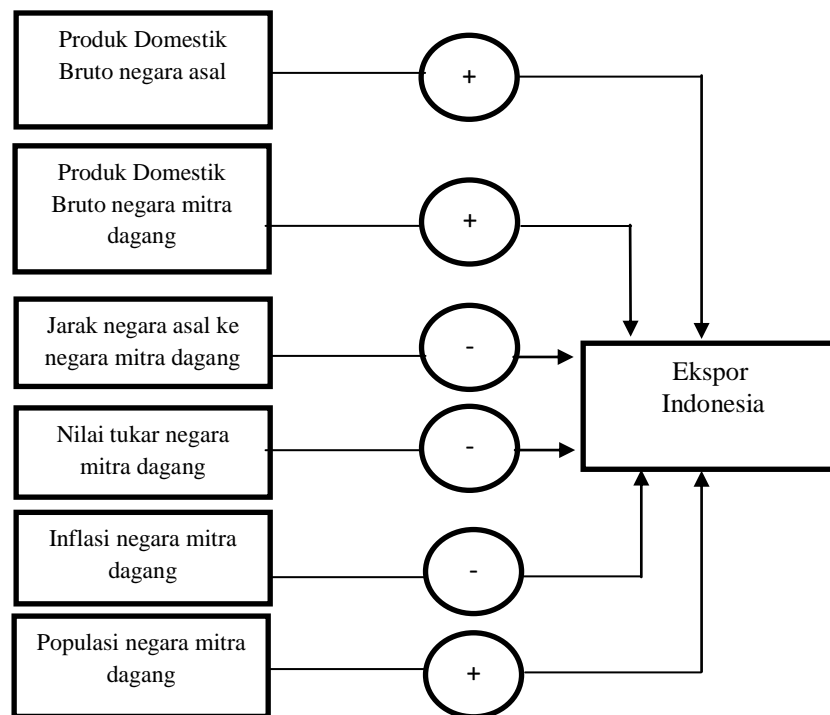 Produk Domestik
Bruto negara asal
+
Produk Domestik
Bruto negara mitra
dagang
+
Jarak negara asal ke
negara mitra dagang
-
Ekspor
Indonesia
Nilai tukar negara
mitra dagang
-
Inflasi negara mitra
dagang
-
Populasi negara mitra
dagang
+